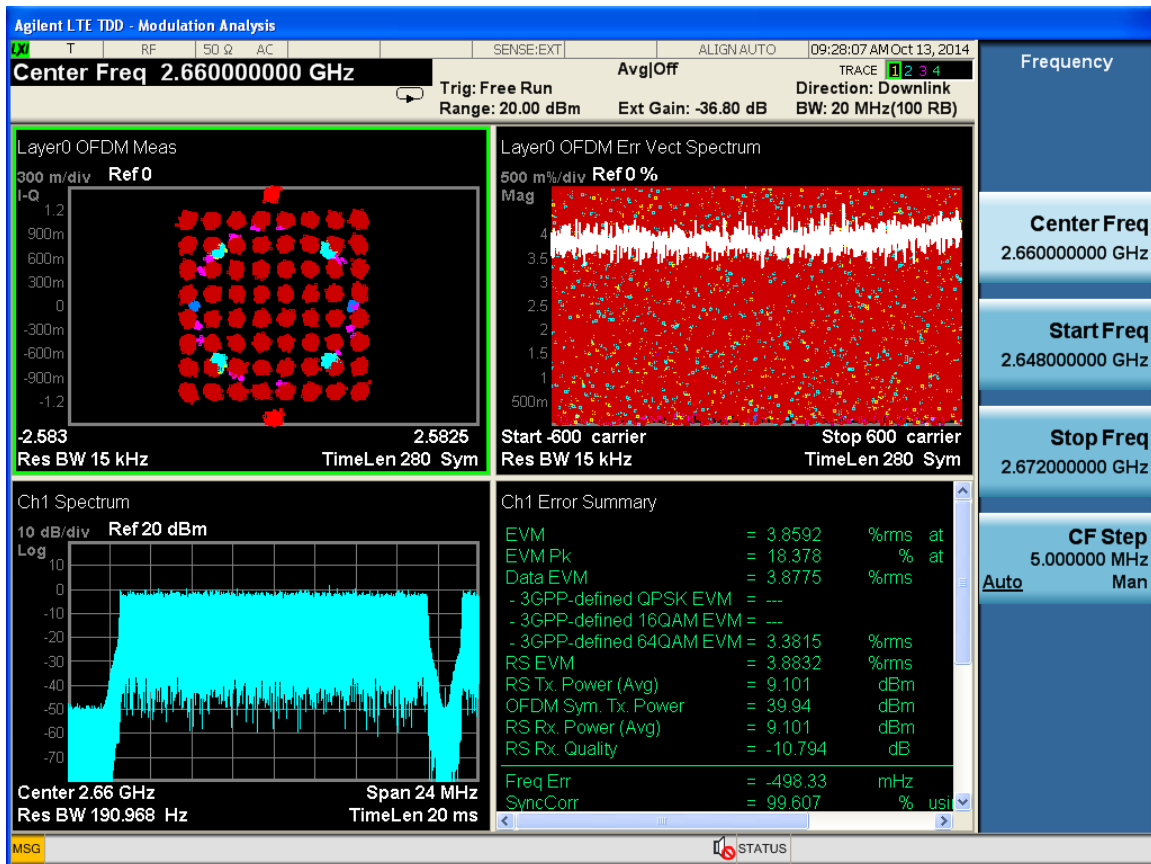 Agilent LTE TDD - Modulation Analysis
LXI T RF 50 Ω AC SENSE:EXT ALIGN AUTO 09:28:07 AM Oct 13, 2014
Center Freq 2.660000000 GHz
Avg|Off
TRACE 1 2 3 4
Trig: Free Run
Direction: Downlink
Range: 20.00 dBm
Ext Gain: -36.80 dB
BW: 20 MHz(100 RB)
Layer0 OFDM Meas
300 m/div Ref 0
I-Q
1.2
900m
600m
300m
0
-300m
-600m
-900m
-1.2
-2.583 2.5825
Res BW 15 kHz TimeLen 280 Sym
Layer0 OFDM Err Vect Spectrum
500 m%/div Ref 0 %
Mag
4
3.5
3
2.5
2
1.5
1
500m
Start -600 carrier Stop 600 carrier
Res BW 15 kHz TimeLen 280 Sym
Ch1 Spectrum
10 dB/div Ref 20 dBm
Log
10
0
-10
-20
-30
-40
-50
-60
-70
Center 2.66 GHz Span 24 MHz
Res BW 190.968 Hz TimeLen 20 ms
Ch1 Error Summary
EVM = 3.8592 %rms at
EVM Pk = 18.378 % at
Data EVM = 3.8775 %rms
- 3GPP-defined QPSK EVM = ---
- 3GPP-defined 16QAM EVM = ---
- 3GPP-defined 64QAM EVM = 3.3815 %rms
RS EVM = 3.8832 %rms
RS Tx. Power (Avg) = 9.101 dBm
OFDM Sym. Tx. Power = 39.94 dBm
RS Rx. Power (Avg) = 9.101 dBm
RS Rx. Quality = -10.794 dB
Freq Err = -498.33 mHz
SyncCorr = 99.607 % usi
Frequency
Center Freq
2.660000000 GHz
Start Freq
2.648000000 GHz
Stop Freq
2.672000000 GHz
CF Step
5.000000 MHz
Auto Man
MSG STATUS